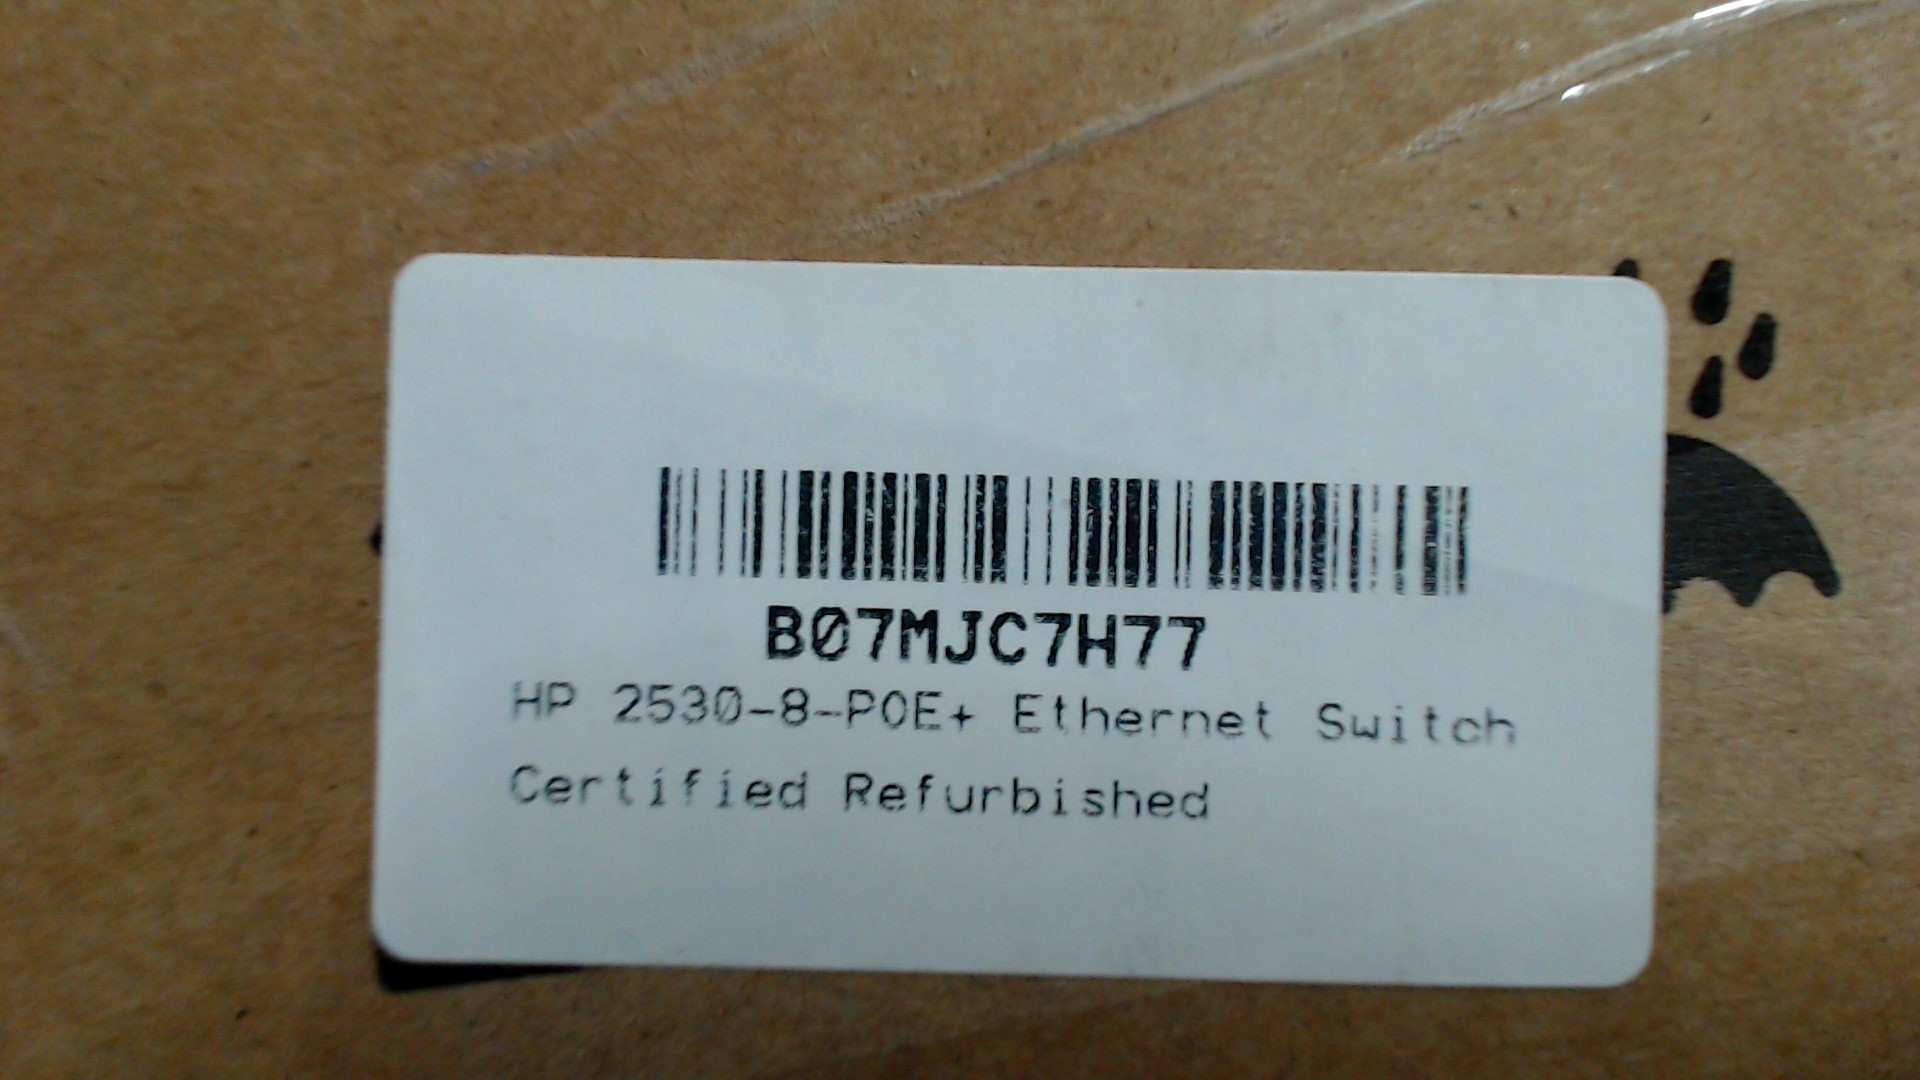 B07MJC7H77
HP 2530-8-POE+ Ethernet Switch
Certified Refurbished